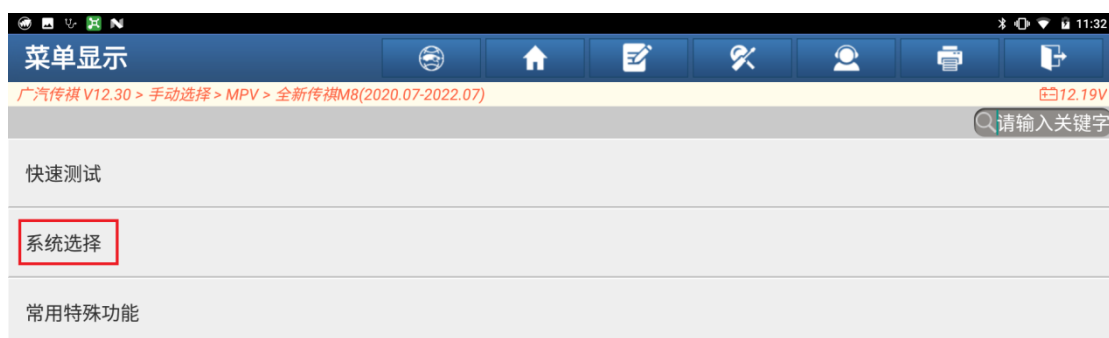 11:32
菜单显示
广汽传祺 V12.30 > 手动选择 > MPV > 全新传祺M8(2020.07-2022.07) 12.19V
请输入关键字
快速测试
系统选择
常用特殊功能